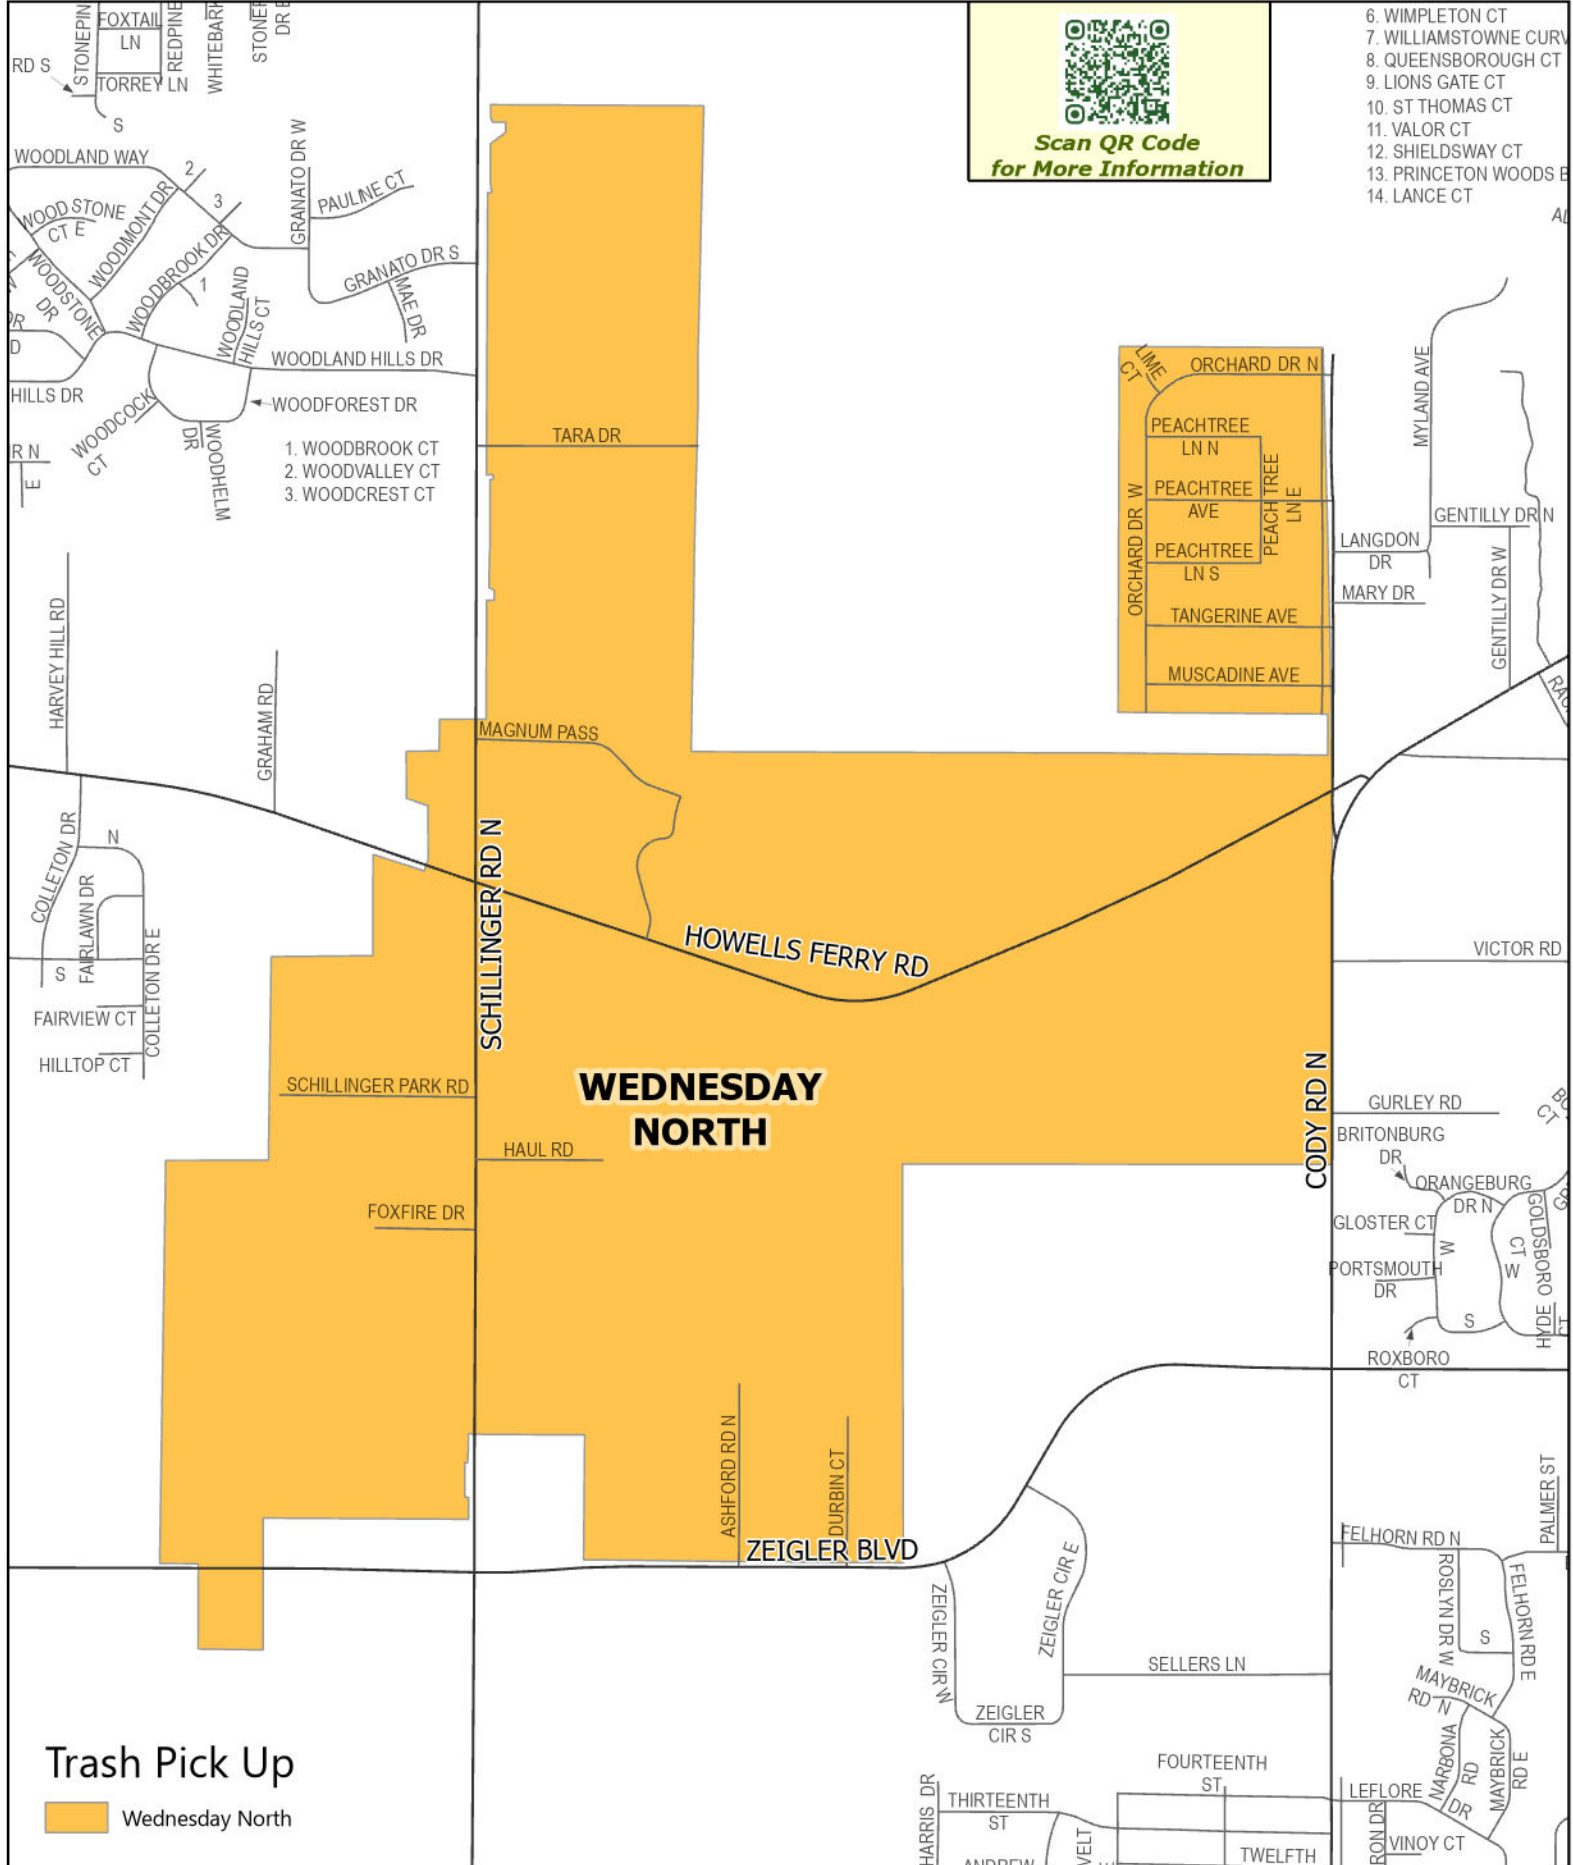 STONEPIN
FOXTAIL
LN
REDPINE
WHITEBARK
DR E
RD S
TORREY LN
S
WOODLAND WAY
2
3
GRANATO DR W
PAULINE CT
WOOD STONE
CT E
WOODMONT DR
WOODBROOK DR
1
WOODSTONE
DR
WOODLAND
HILLS CT
GRANATO DR S
MAE DR
D
HILLS DR
WOODLAND HILLS DR
WOODFOREST DR
WOODCOCK
CT
WOODHELM
DR
R N
E
1. WOODBROOK CT
2. WOODVALLEY CT
3. WOODCREST CT
Scan QR Code
for More Information
6. WIMPLETON CT
7. WILLIAMSTOWNE CURV
8. QUEENSBOROUGH CT
9. LIONS GATE CT
10. ST THOMAS CT
11. VALOR CT
12. SHIELDSWAY CT
13. PRINCETON WOODS B
14. LANCE CT
TARA DR
LIME
CT
ORCHARD DR N
PEACHTREE
LN N
PEACHTREE
AVE
PEACHTREE
LN S
PEACH TREE
LN E
ORCHARD DR W
TANGERINE AVE
MUSCADINE AVE
MYLAND AVE
GENTILLY DR N
LANGDON
DR
MARY DR
GENTILLY DR W
HARVEY HILL RD
GRAHAM RD
MAGNUM PASS
COLLETON DR
N
FAIRLAWN DR
S
COLLETON DR E
FAIRVIEW CT
HILLTOP CT
SCHILLINGER RD N
HOWELLS FERRY RD
VICTOR RD
SCHILLINGER PARK RD
WEDNESDAY
NORTH
HAUL RD
FOXFIRE DR
CODY RD N
GURLEY RD
BRITONBURG
DR
ORANGEBURG
DR N
GLOSTER CT
W
PORTSMOUTH
DR
S
ROXBORO
CT
GOLDSBORO
CT
W
HYDE
ASHFORD RD N
DURBIN CT
ZEIGLER BLVD
ZEIGLER CIR W
ZEIGLER CIR E
ZEIGLER
CIR S
SELLERS LN
FELHORN RD N
PALMER ST
ROSLYN DR W
S
FELHORN RD E
MAYBRICK
RD N
NARBONA
RD
MAYBRICK
RD E
Trash Pick Up
Wednesday North
FOURTEENTH
ST
HARRIS DR
THIRTEENTH
ST
LEFLORE
DR
VINOY CT
TWELFTH